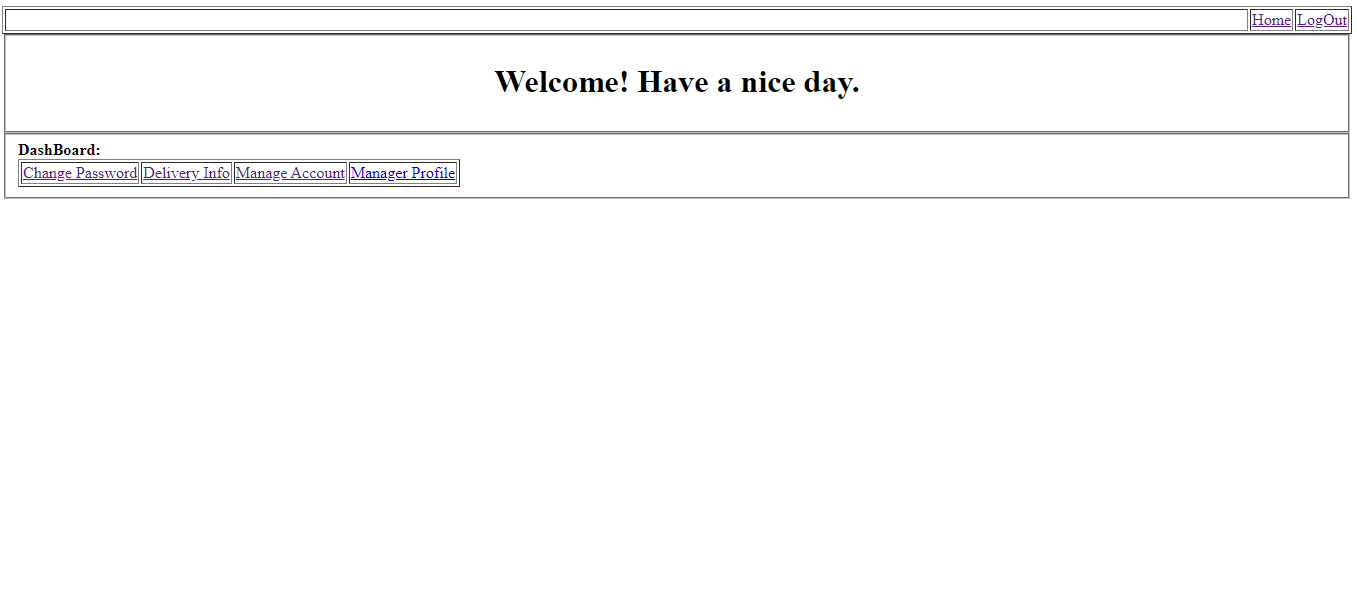 Home LogOut
Welcome! Have a nice day.
DashBoard:
Change Password Delivery Info Manage Account Manager Profile